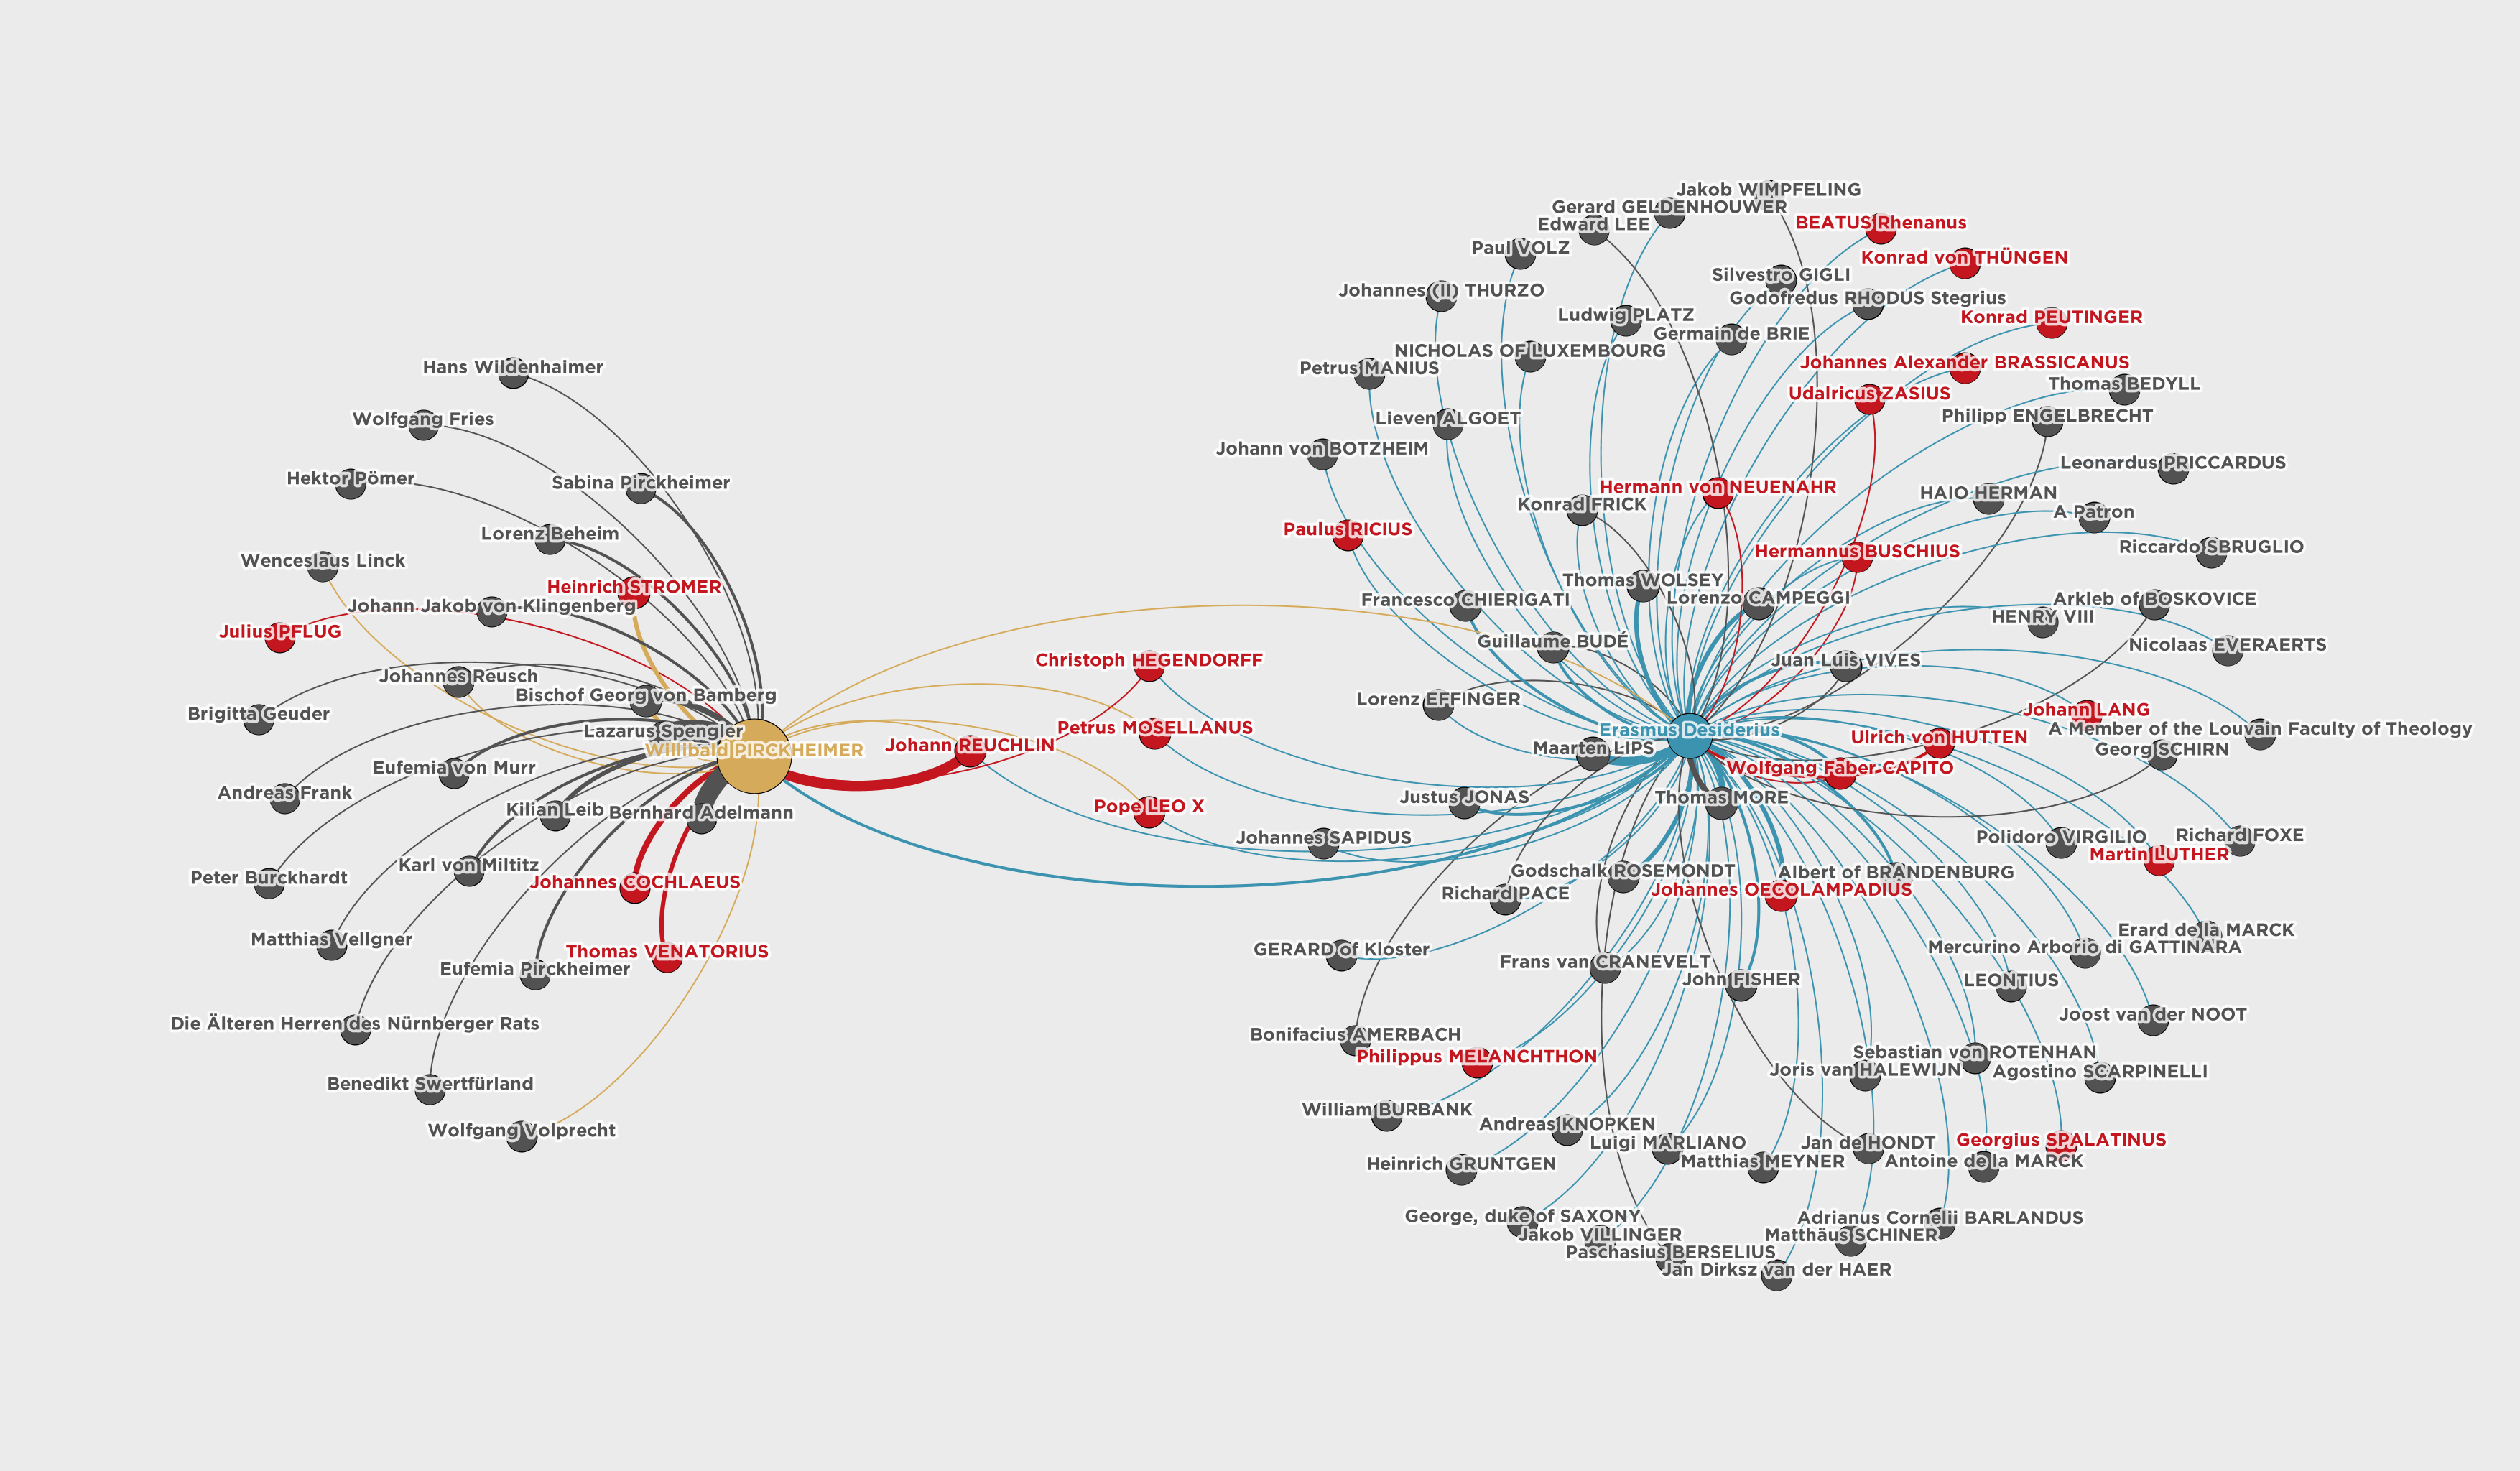 Jakob WIMPFELING
Gerard GELDENHOUWER
Edward LEE
BEATUS Rhenanus
Paul VOLZ
Konrad von THÜNGEN
Silvestro GIGLI
Johannes (II) THURZO
Godofredus RHODUS Stegrius
Ludwig PLATZ
Konrad PEUTINGER
Germain de BRIE
NICHOLAS OF LUXEMBOURG
Johannes Alexander BRASSICANUS
Hans Wildenhaimer
Petrus MANIUS
Thomas BEDYLL
Udalricus ZASIUS
Wolfgang Fries
Lieven ALGOET
Philipp ENGELBRECHT
Johann von BOTZHEIM
Leonardus PRICCARDUS
Hektor Pömer
Sabina Pirckheimer
Hermann von NEUENAHR
HAIO HERMAN
Konrad FRICK
A Patron
Paulus RICIUS
Lorenz Beheim
Riccardo SBRUGLIO
Hermannus BUSCHIUS
Wenceslaus Linck
Thomas WOLSEY
Heinrich STROMER
Lorenzo CAMPEGGI
Francesco CHIERIGATI
Arkleb of BOSKOVICE
Johann Jakob von Klingenberg
HENRY VIII
Julius PFLUG
Guillaume BUDÉ
Nicolaas EVERAERTS
Christoph HEGENDORFF
Juan Luis VIVES
Johannes Reusch
Bischof Georg von Bamberg
Lorenz EFFINGER
Johann LANG
Brigitta Geuder
Petrus MOSELLANUS
A Member of the Louvain Faculty of Theology
Lazarus Spengler
Erasmus Desiderius
Ulrich von HUTTEN
Willibald PIRCKHEIMER
Johann REUCHLIN
Maarten LIPS
Georg SCHIRN
Eufemia von Murr
Wolfgang Faber CAPITO
Andreas Frank
Justus JONAS
Thomas MORE
Pope LEO X
Kilian Leib
Bernhard Adelmann
Johannes SAPIDUS
Polidoro VIRGILIO
Richard FOXE
Martin LUTHER
Karl von Miltitz
Godschalk ROSEMONDT
Albert of BRANDENBURG
Peter Burckhardt
Johannes COCHLAEUS
Richard PACE
Johannes OECOLAMPADIUS
Erard de la MARCK
Matthias Vellgner
Mercurino Arborio di GATTINARA
Thomas VENATORIUS
GERARD of Kloster
Frans van CRANEVELT
Eufemia Pirckheimer
John FISHER
LEONTIUS
Joost van der NOOT
Die Älteren Herren des Nürnberger Rats
Bonifacius AMERBACH
Sebastian von ROTENHAN
Philippus MELANCHTHON
Joris van HALEWIJN
Agostino SCARPINELLI
Benedikt Swertfürland
William BURBANK
Andreas KNOPKEN
Wolfgang Volprecht
Georgius SPALATINUS
Luigi MARLIANO
Jan de HONDT
Matthias MEYNER
Antoine de la MARCK
Heinrich GRUNTGEN
George, duke of SAXONY
Adrianus Cornelii BARLANDUS
Jakob VILLINGER
Matthäus SCHINER
Paschasius BERSELIUS
Jan Dirksz van der HAER